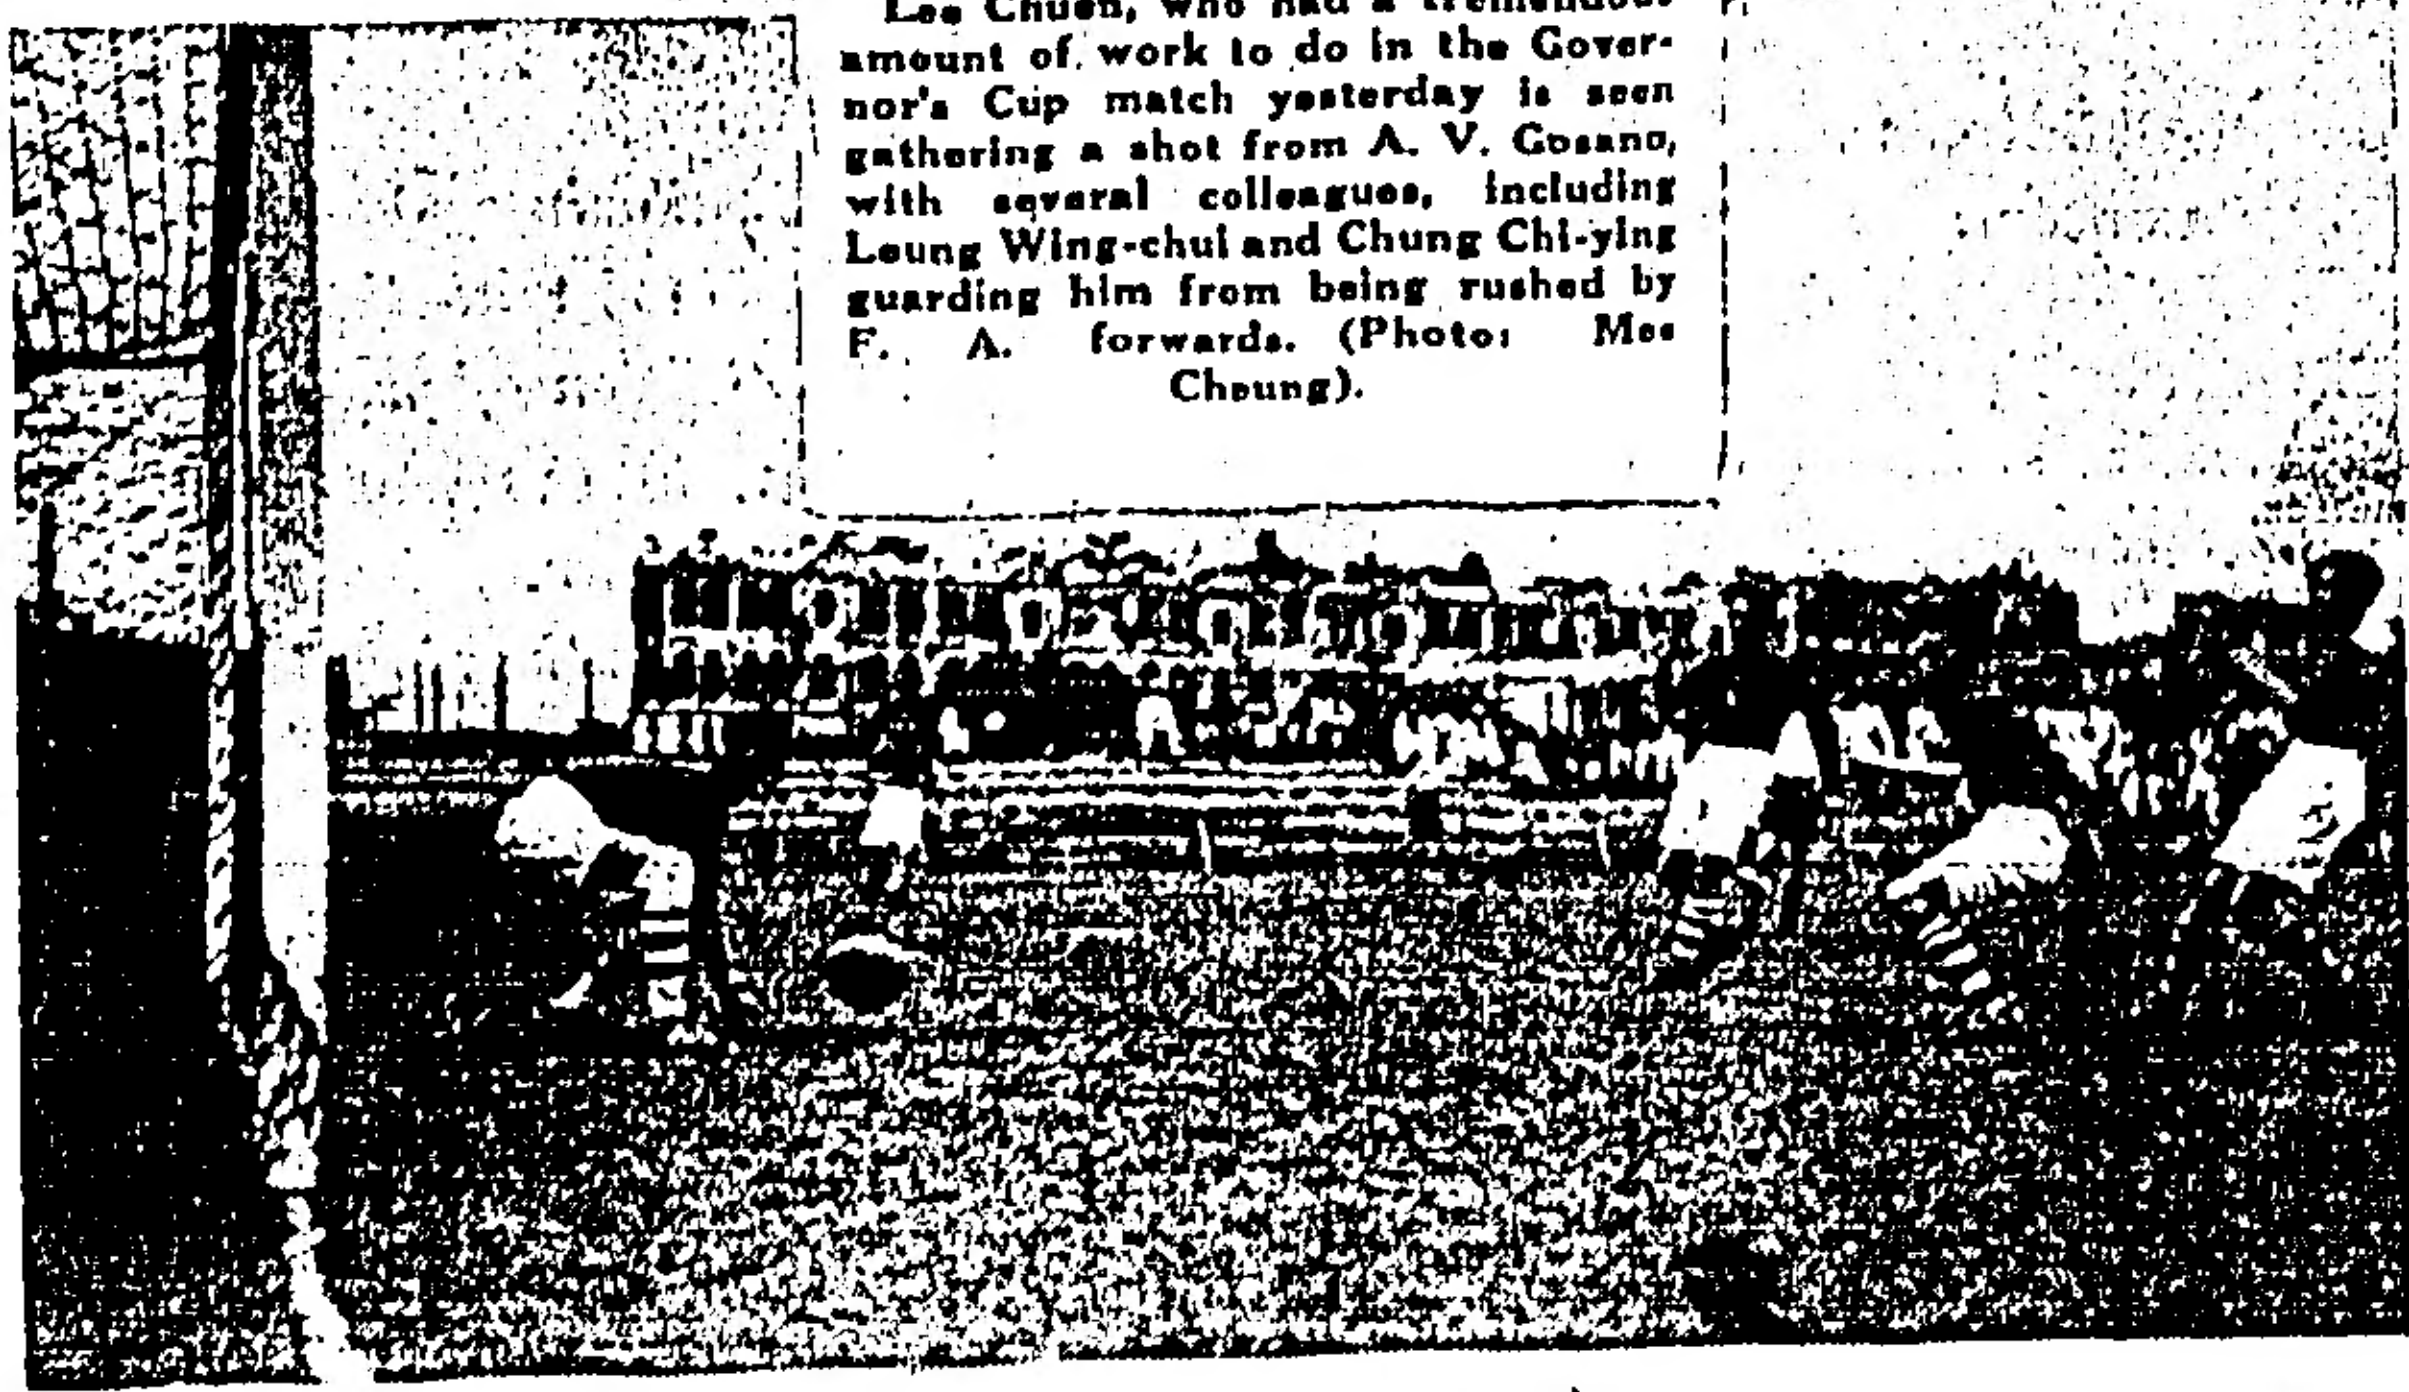 Lee Chuen, who had a tremendous
amount of work to do in the Gover-
nor's Cup match yesterday is seen
gathering a shot from A. V. Gosano,
with several colleagues, including
Leung Wing-chui and Chung Chi-ying
guarding him from being rushed by
F. A. forwards. (Photo: Mee
Cheung).